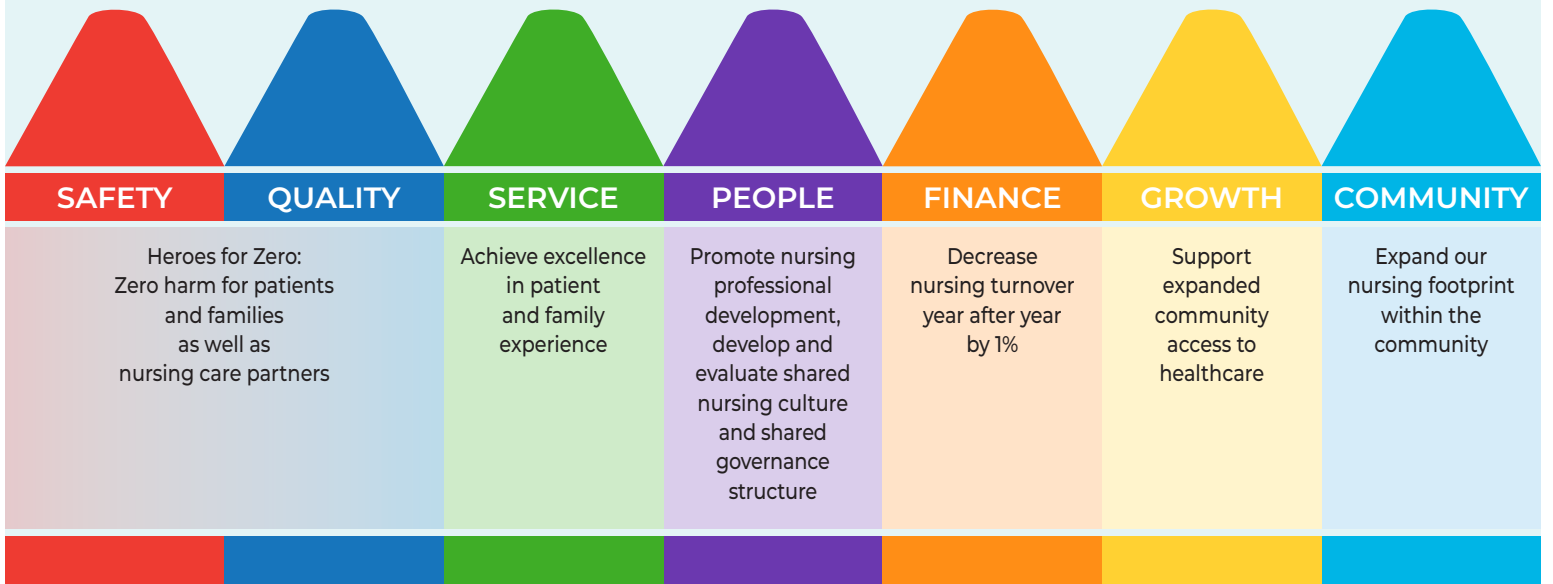 SAFETY
QUALITY
SERVICE
PEOPLE
FINANCE
GROWTH
COMMUNITY
Heroes for Zero:
Zero harm for patients
and families
as well as
nursing care partners
Achieve excellence
in patient
and family
experience
Promote nursing
professional
development,
develop and
evaluate shared
nursing culture
and shared
governance
structure
Decrease
nursing turnover
year after year
by 1%
Support
expanded
community
access to
healthcare
Expand our
nursing footprint
within the
community